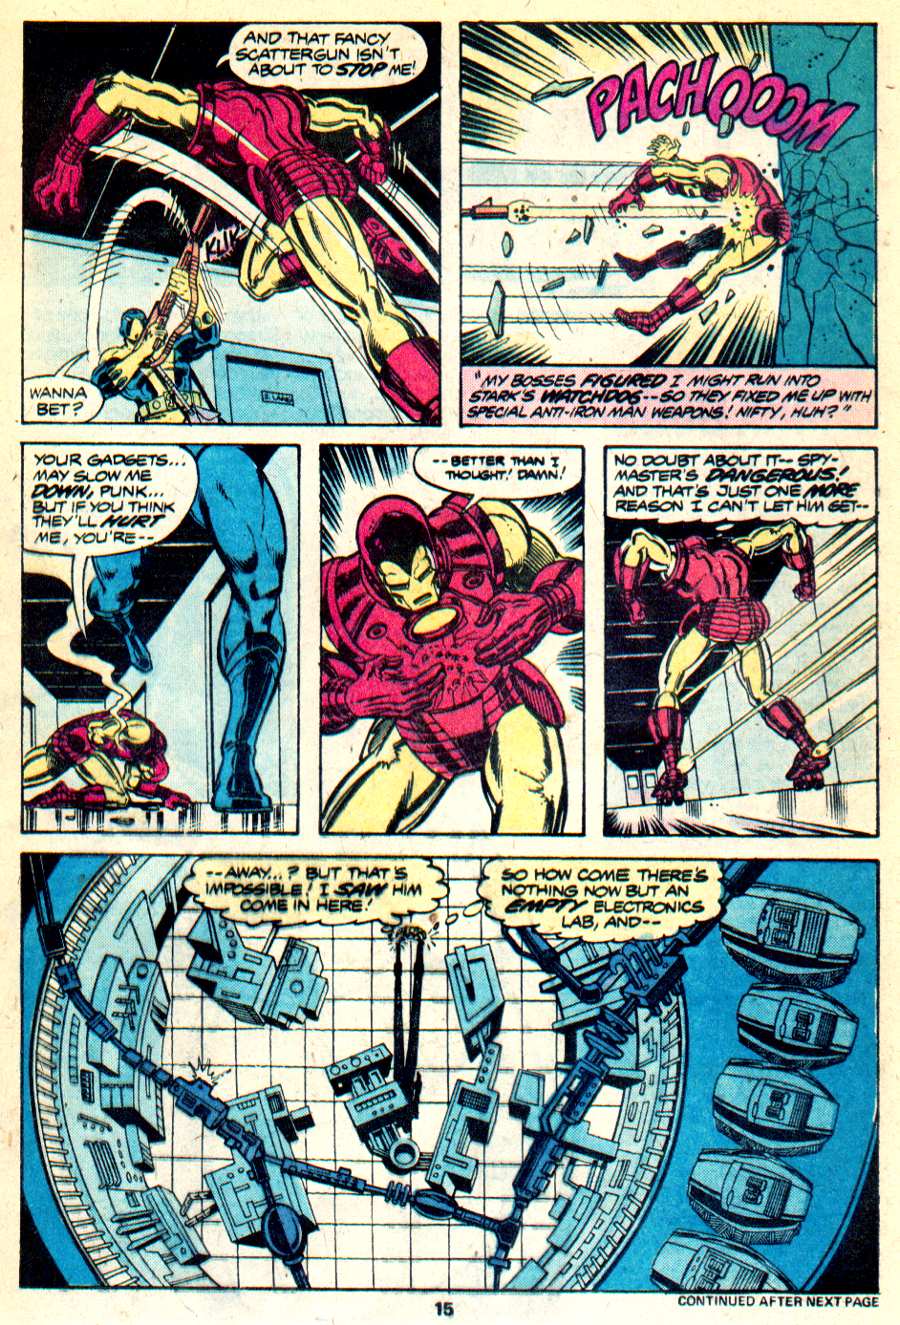 AND THAT FANCY
SCATTERGUN ISN'T
ABOUT TO STOP ME!
KLIK
WANNA
BET?
PACHOOOM
"MY BOSSES FIGURED I MIGHT RUN INTO
STARK'S WATCHDOG--SO THEY FIXED ME UP WITH
SPECIAL ANTI-IRON MAN WEAPONS! NIFTY, HUH?"
YOUR GADGETS...
MAY SLOW ME
DOWN, PUNK...
BUT IF YOU THINK
THEY'LL HURT
ME, YOU'RE--
--BETTER THAN I
THOUGHT! DAMN!
NO DOUBT ABOUT IT--SPY-
MASTER'S DANGEROUS!
AND THAT'S JUST ONE MORE
REASON I CAN'T LET HIM GET--
--AWAY...? BUT THAT'S
IMPOSSIBLE! I SAW HIM
COME IN HERE!
SO HOW COME THERE'S
NOTHING NOW BUT AN
EMPTY ELECTRONICS
LAB, AND--
15
CONTINUED AFTER NEXT PAGE